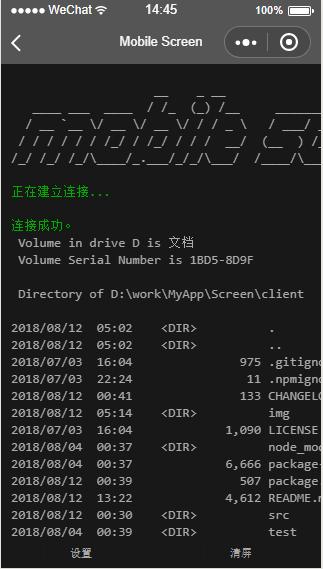 WeChat 14:45 100%
Mobile Screen
正在建立连接...
连接成功。
Volume in drive D is 文档
Volume Serial Number is 1BD5-8D9F
Directory of D:\work\MyApp\Screen\client
2018/08/12 05:02 <DIR> .
2018/08/12 05:02 <DIR> ..
2018/07/03 16:04 975 .gitigno
2018/07/03 22:24 11 .npmigno
2018/08/12 00:41 133 CHANGELO
2018/08/12 05:14 <DIR> img
2018/07/03 16:04 1,090 LICENSE
2018/08/04 00:37 <DIR> node_mod
2018/08/04 00:37 6,666 package-
2018/08/12 00:39 507 package.
2018/08/12 13:22 4,612 README.m
2018/08/12 00:30 <DIR> src
2018/08/04 00:39 <DIR> test
设置 清屏